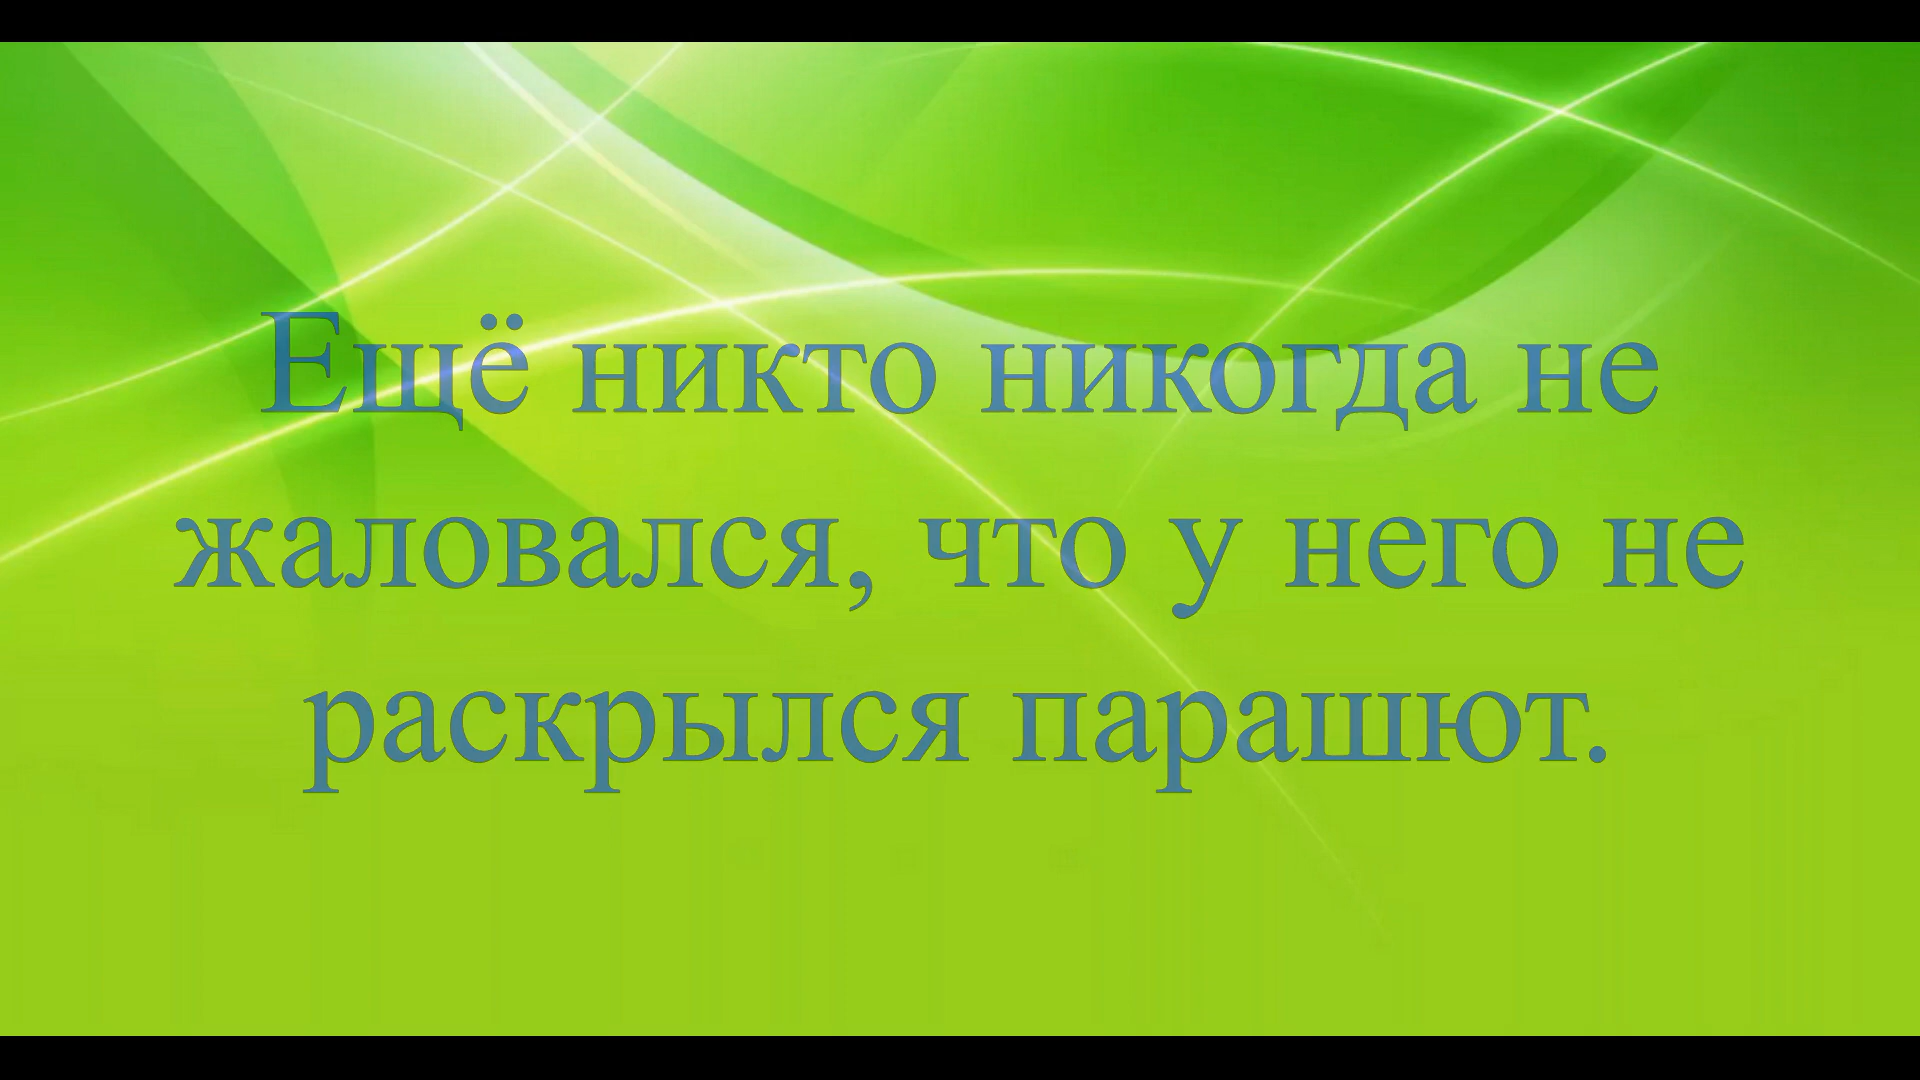 Ещё никто никогда не
жаловался, что у него не
раскрылся парашют.